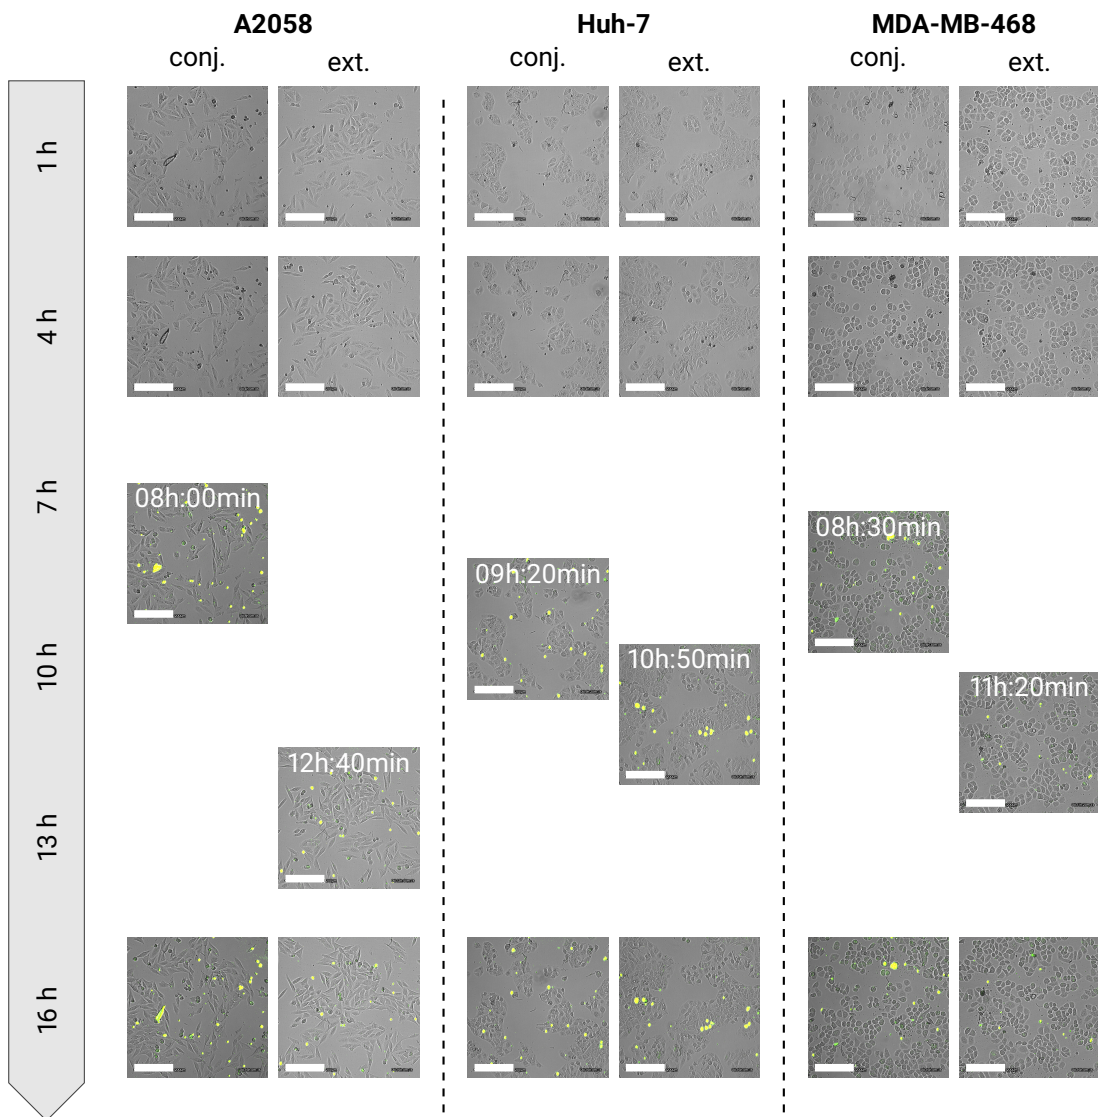 A2058 Huh-7 MDA-MB-468
conj. ext. conj. ext. conj. ext.
1 h
4 h
7 h
08h:00min
08h:30min
09h:20min
10 h
10h:50min
11h:20min
12h:40min
13 h
16 h